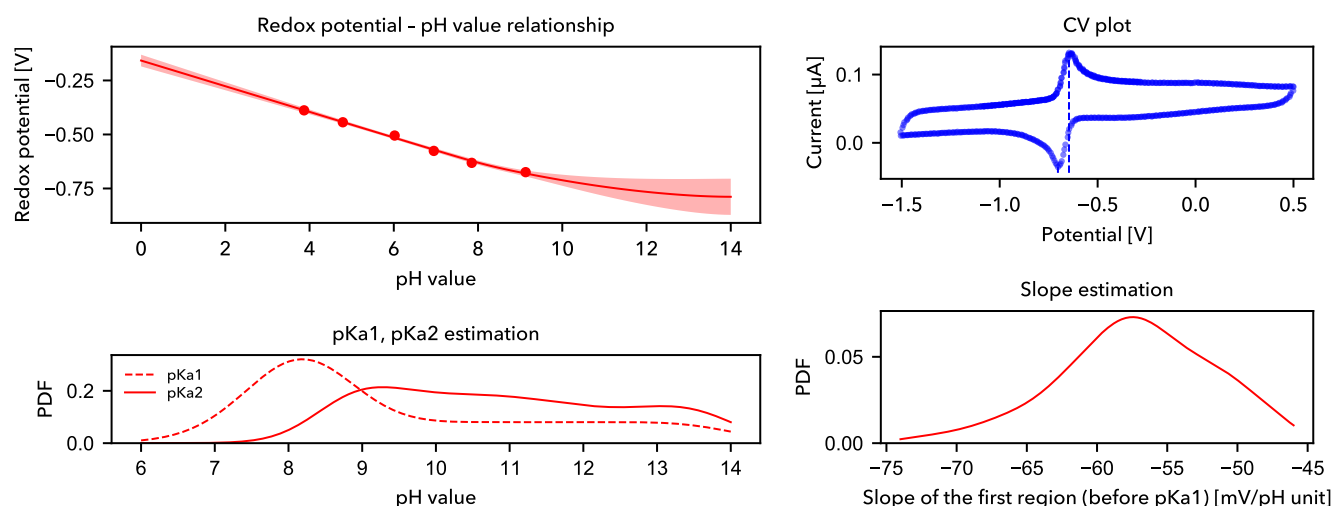 Redox potential – pH value relationship
Redox potential [V]
−0.25
−0.50
−0.75
0 2 4 6 8 10 12 14
pH value
CV plot
Current [µA]
0.1
0.0
−1.5 −1.0 −0.5 0.0 0.5
Potential [V]
pKa1, pKa2 estimation
PDF
0.2
0.0
pKa1
pKa2
6 7 8 9 10 11 12 13 14
pH value
Slope estimation
PDF
0.05
0.00
−75 −70 −65 −60 −55 −50 −45
Slope of the first region (before pKa1) [mV/pH unit]